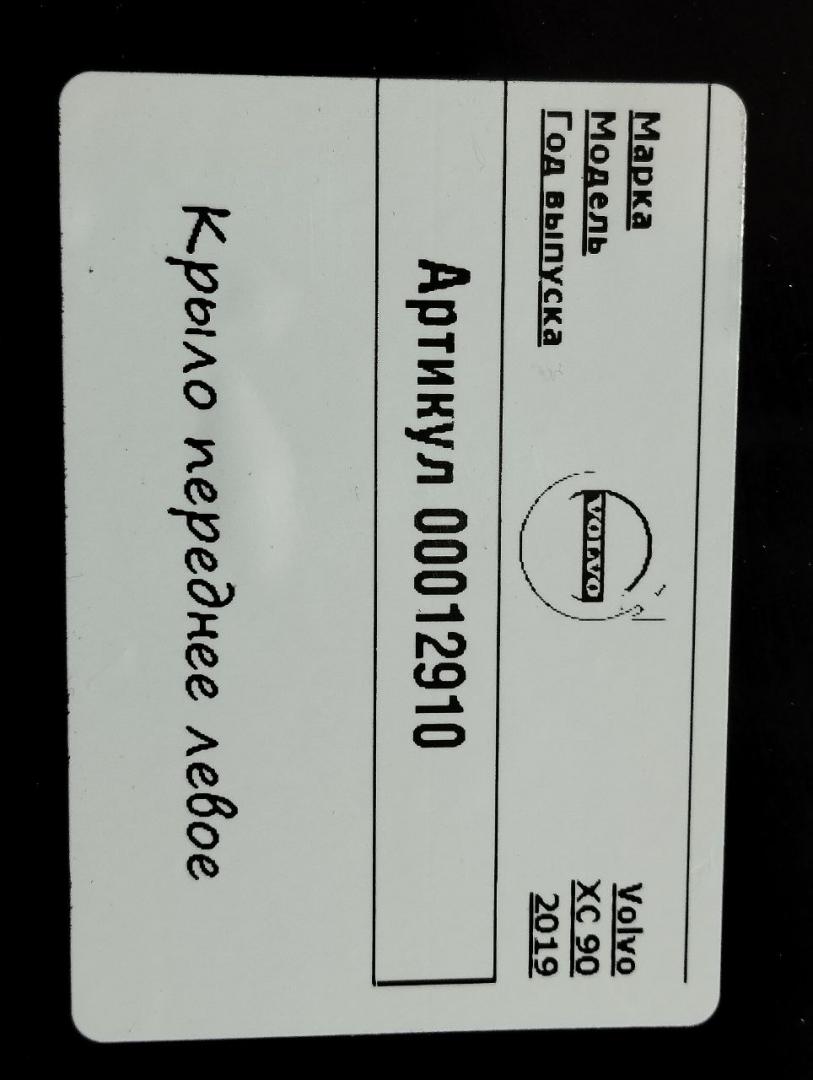 Марка Volvo
Модель XC 90
Год выпуска 2019
VOLVO
Артикул 00012910
Крыло переднее левое